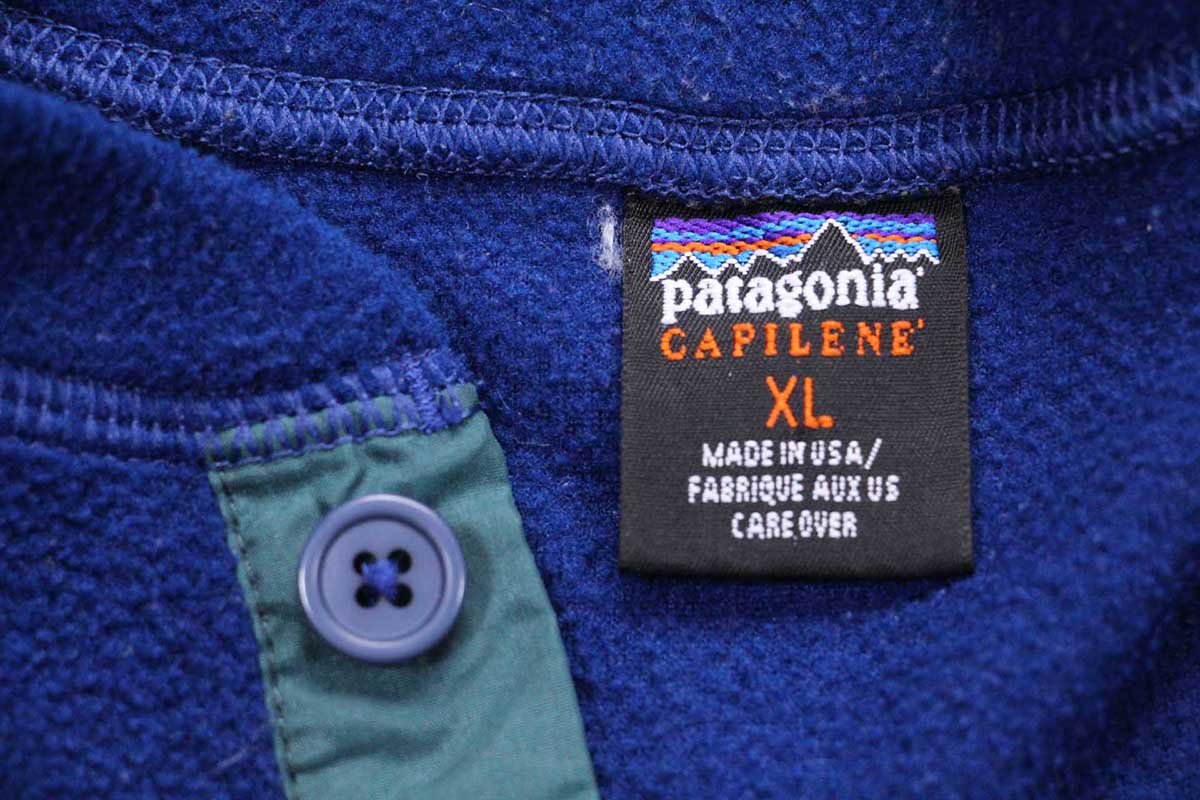 patagonia®
CAPILENE®
XL
MADE IN USA/
FABRIQUE AUX US
CARE OVER